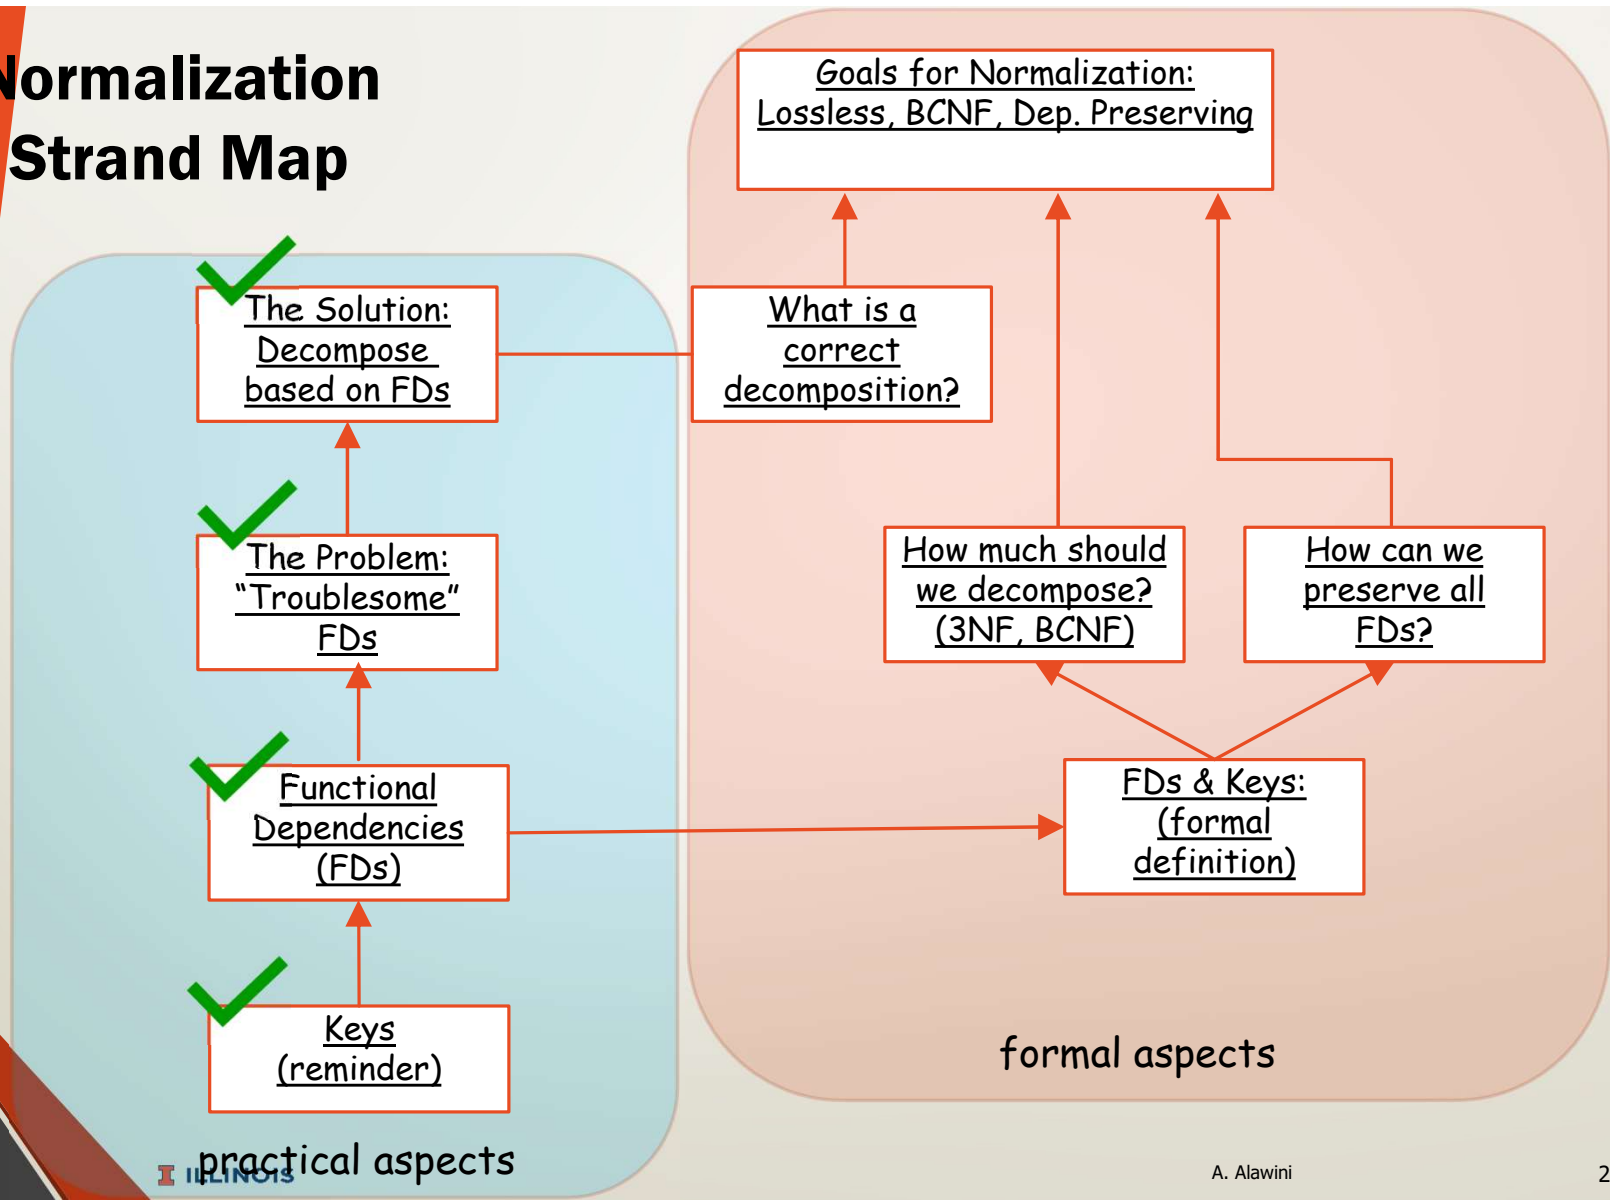 Normalization
Strand Map
Goals for Normalization:
Lossless, BCNF, Dep. Preserving
The Solution:
Decompose
based on FDs
What is a
correct
decomposition?
The Problem:
“Troublesome”
FDs
How much should
we decompose?
(3NF, BCNF)
How can we
preserve all
FDs?
Functional
Dependencies
(FDs)
FDs & Keys:
(formal
definition)
Keys
(reminder)
formal aspects
practical aspects
I ILLINOIS
A. Alawini
2